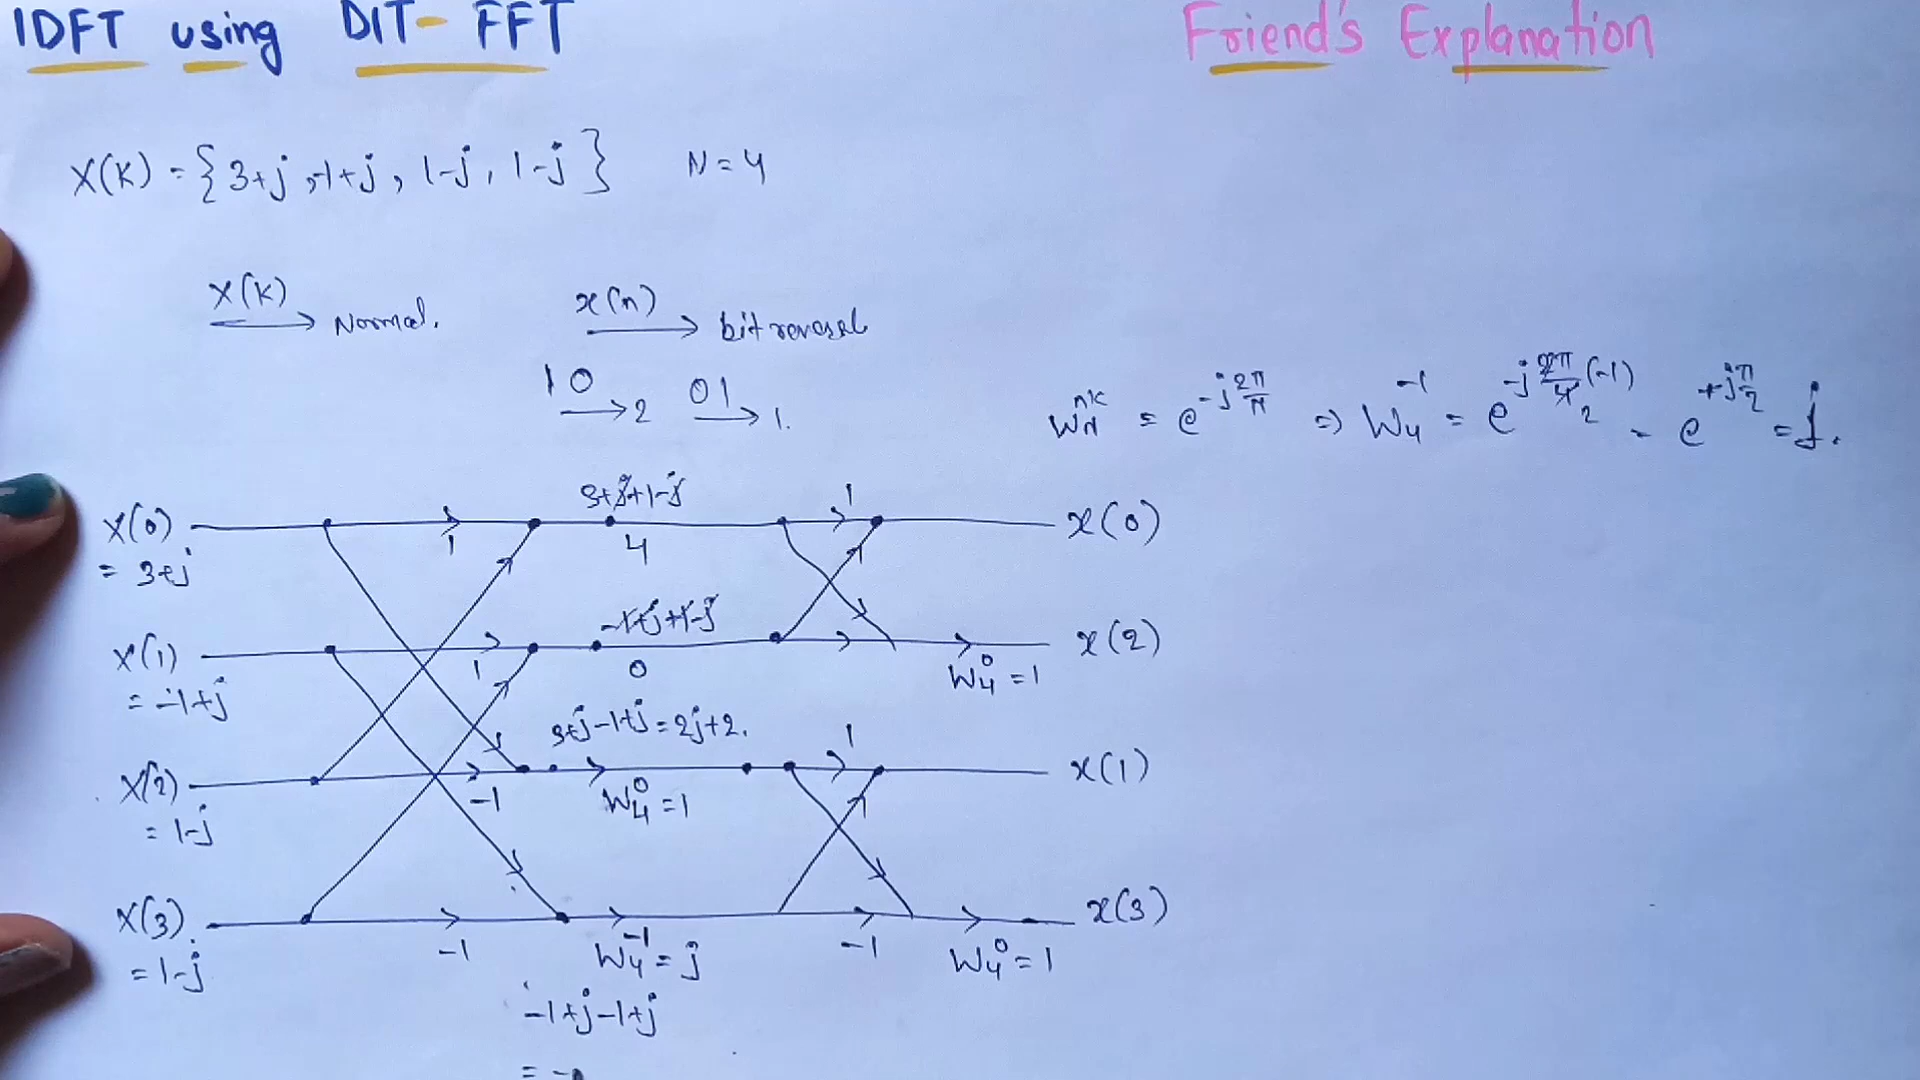 IDFT using DIT-FFT
Friend's Explanation
X(K) = {3+j, -1+j, 1-j, 1-j} N=4
X(K) → Normal.
x(n) → bit reversal
10 → 2 01 → 1.
W_N^nk = e^-j 2π/N ⇒ W_4^-1 = e^-j 2π/4 (-1) 2 = e^+j π/2 = j.
3+j+1-j
1
X(0) 1 4 x(0)
= 3+j
-1+j+1-j
X(1) 1 0 x(2)
= -1+j W_4^0 = 1
3+j-1+j = 2j+2.
1
X(2) -1 W_4^0 = 1 x(1)
= 1-j
X(3) x(3)
= 1-j -1 W_4^-1 = j -1 W_4^0 = 1
-1+j-1+j
= -